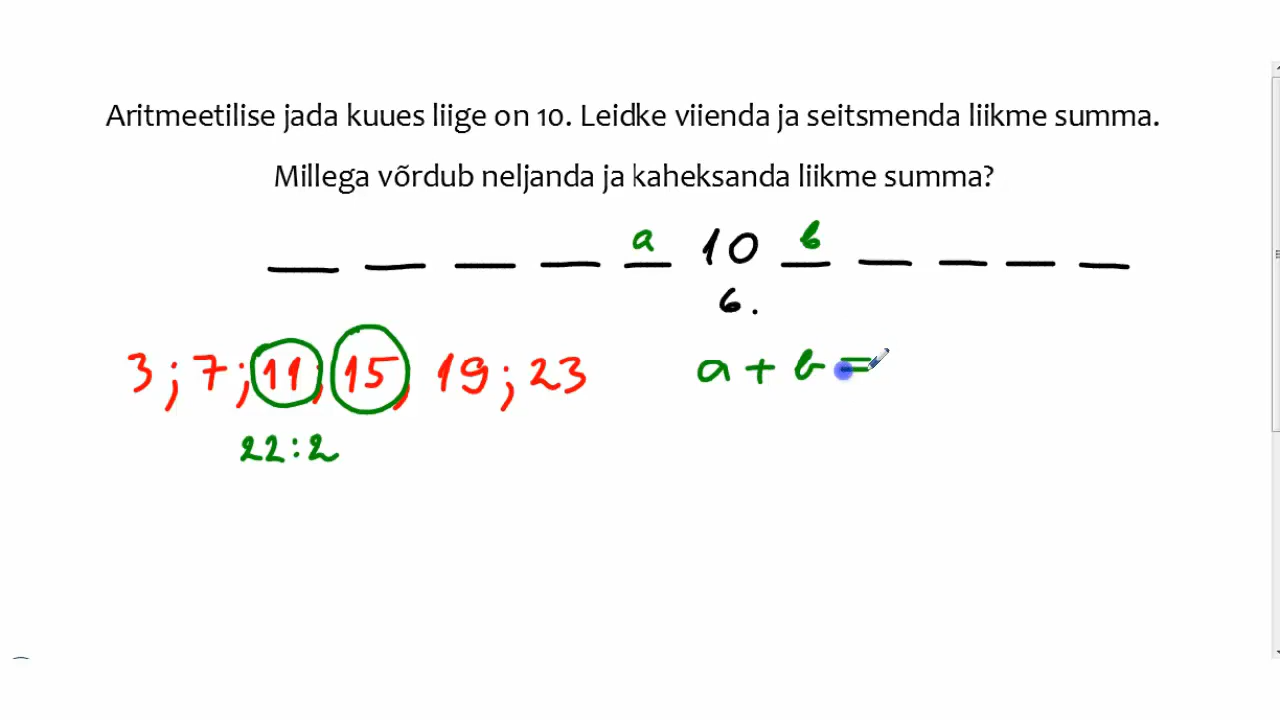 Aritmeetilise jada kuues liige on 10. Leidke viienda ja seitsmenda liikme summa.
Millega võrdub neljanda ja kaheksanda liikme summa?
a 10 b
6.
3; 7; 11; 15; 19; 23
a + b =
22:2